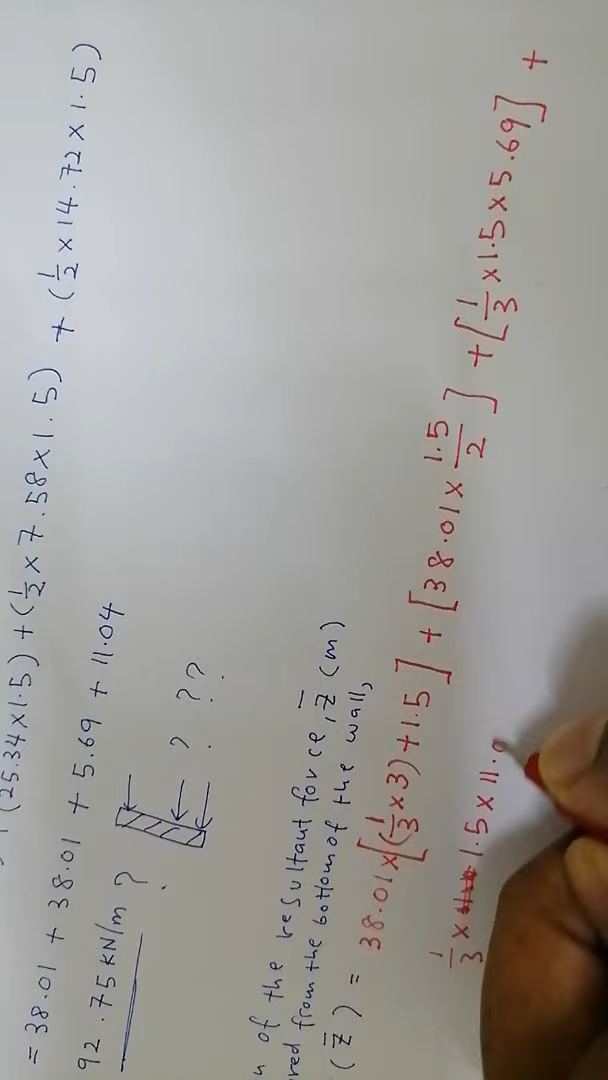 (25.34 × 1.5) + (1/2 × 7.58 × 1.5) + (1/2 × 14.72 × 1.5)
= 38.01 + 38.01 + 5.69 + 11.04
92.75 KN/m ?
? ? ?
of the resultant force, z̄ (m)
from the bottom of the wall,
(z̄) = 38.01 × [(1/3 × 3) + 1.5] + [38.01 × 1.5/2] + [1/3 × 1.5 × 5.69] +
1/3 × 1.5 × 11.